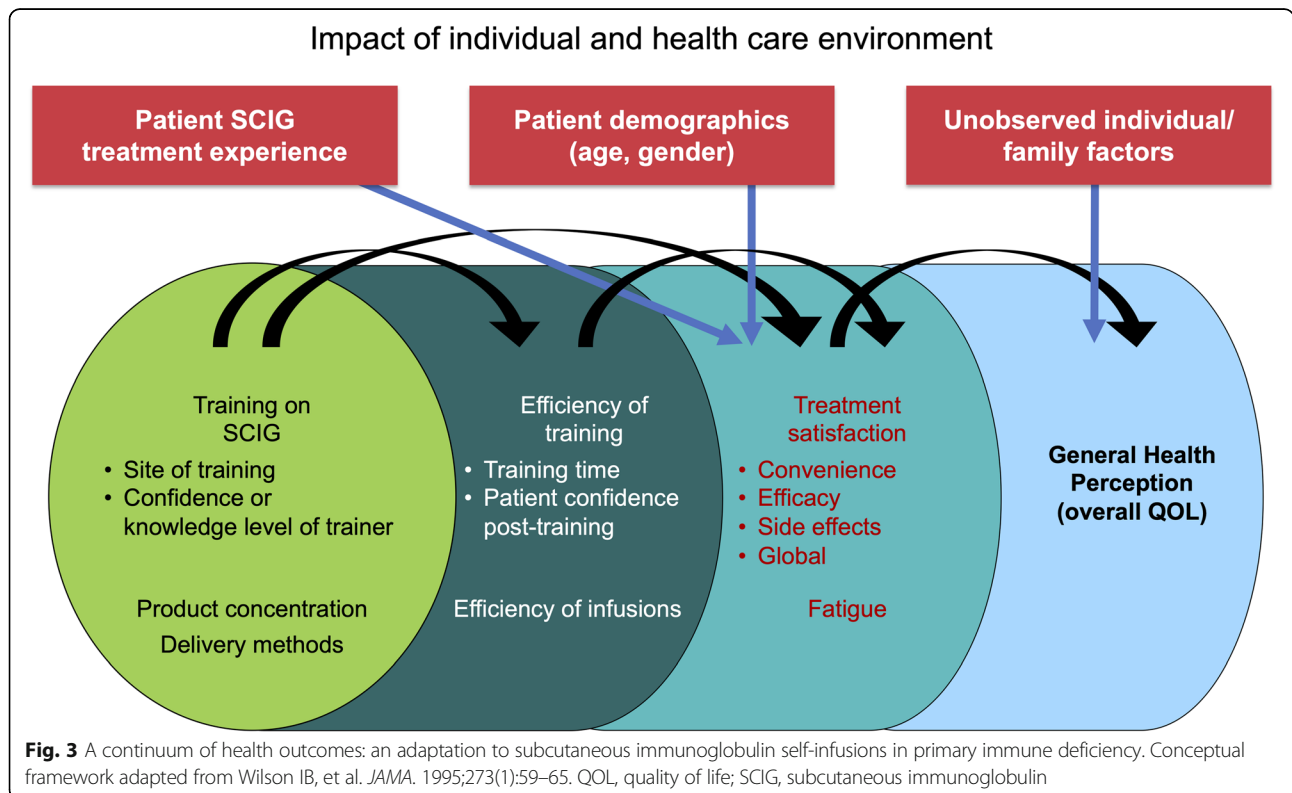 Impact of individual and health care environment
Patient SCIG
treatment experience
Patient demographics
(age, gender)
Unobserved individual/
family factors
Training on
SCIG
• Site of training
• Confidence or
knowledge level of trainer
Product concentration
Delivery methods
Efficiency of
training
• Training time
• Patient confidence
post-training
Efficiency of infusions
Treatment
satisfaction
• Convenience
• Efficacy
• Side effects
• Global
Fatigue
General Health
Perception
(overall QOL)
Fig. 3 A continuum of health outcomes: an adaptation to subcutaneous immunoglobulin self-infusions in primary immune deficiency. Conceptual
framework adapted from Wilson IB, et al. JAMA. 1995;273(1):59–65. QOL, quality of life; SCIG, subcutaneous immunoglobulin